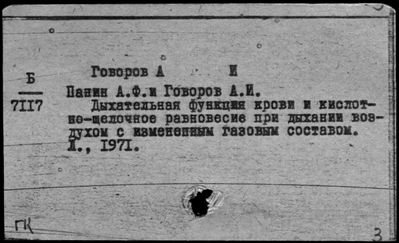 Говоров А И
Б
7117
Панин А.Ф.и Говоров А.И.
Дыхательная функция крови и кислот-
но-щелочное равновесие при дыхании воз-
духом с измененным газовым составом.
Л., 1971.
ГК
3